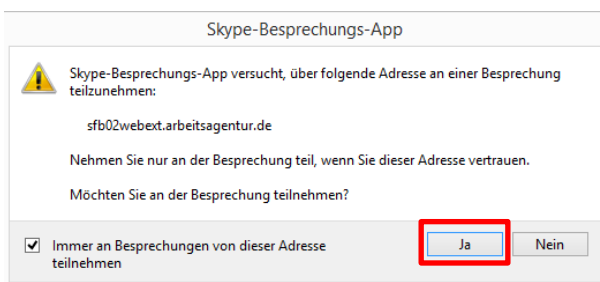 Skype-Besprechungs-App
Skype-Besprechungs-App versucht, über folgende Adresse an einer Besprechung
teilzunehmen:
sfb02webext.arbeitsagentur.de
Nehmen Sie nur an der Besprechung teil, wenn Sie dieser Adresse vertrauen.
Möchten Sie an der Besprechung teilnehmen?
Immer an Besprechungen von dieser Adresse
teilnehmen
Ja
Nein